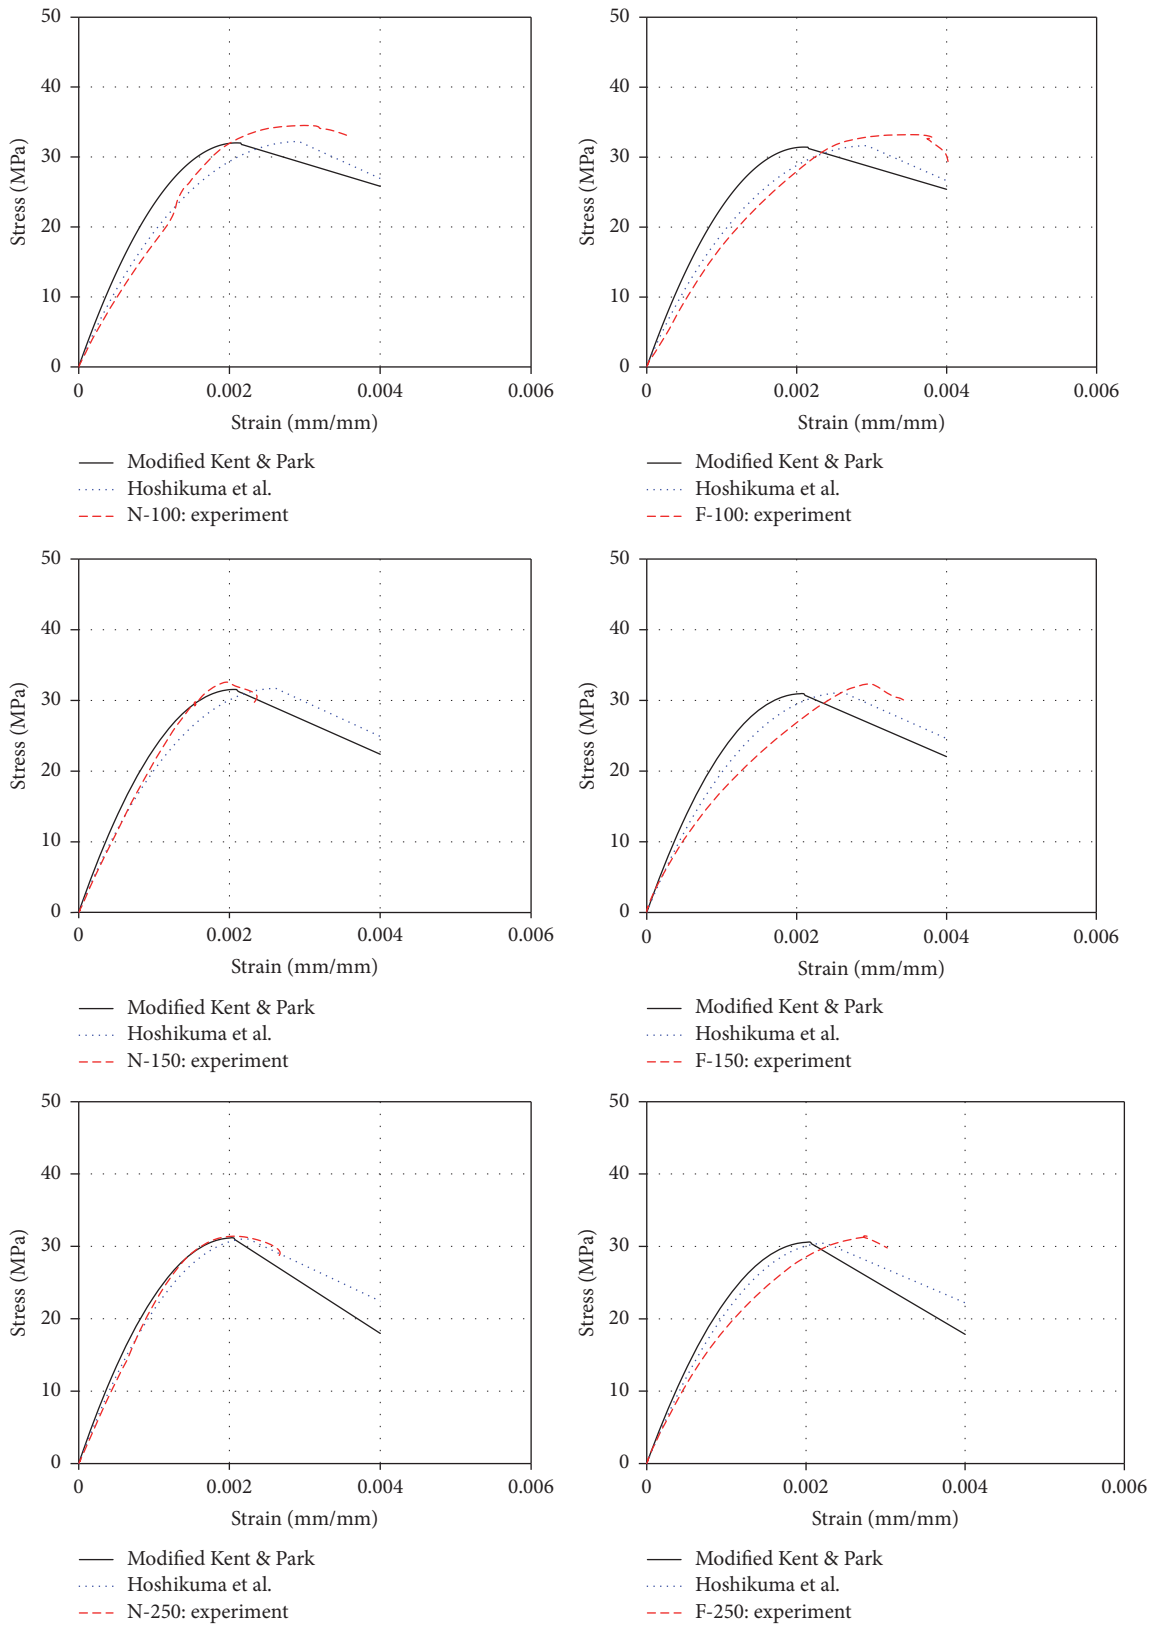 50
40
30
20
10
0
Stress (MPa)
0 0.002 0.004 0.006
Strain (mm/mm)
Modified Kent & Park
Hoshikuma et al.
N-100: experiment
50
40
30
20
10
0
Stress (MPa)
0 0.002 0.004 0.006
Strain (mm/mm)
Modified Kent & Park
Hoshikuma et al.
F-100: experiment
50
40
30
20
10
0
Stress (MPa)
0 0.002 0.004 0.006
Strain (mm/mm)
Modified Kent & Park
Hoshikuma et al.
N-150: experiment
50
40
30
20
10
0
Stress (MPa)
0 0.002 0.004 0.006
Strain (mm/mm)
Modified Kent & Park
Hoshikuma et al.
F-150: experiment
50
40
30
20
10
0
Stress (MPa)
0 0.002 0.004 0.006
Strain (mm/mm)
Modified Kent & Park
Hoshikuma et al.
N-250: experiment
50
40
30
20
10
0
Stress (MPa)
0 0.002 0.004 0.006
Strain (mm/mm)
Modified Kent & Park
Hoshikuma et al.
F-250: experiment